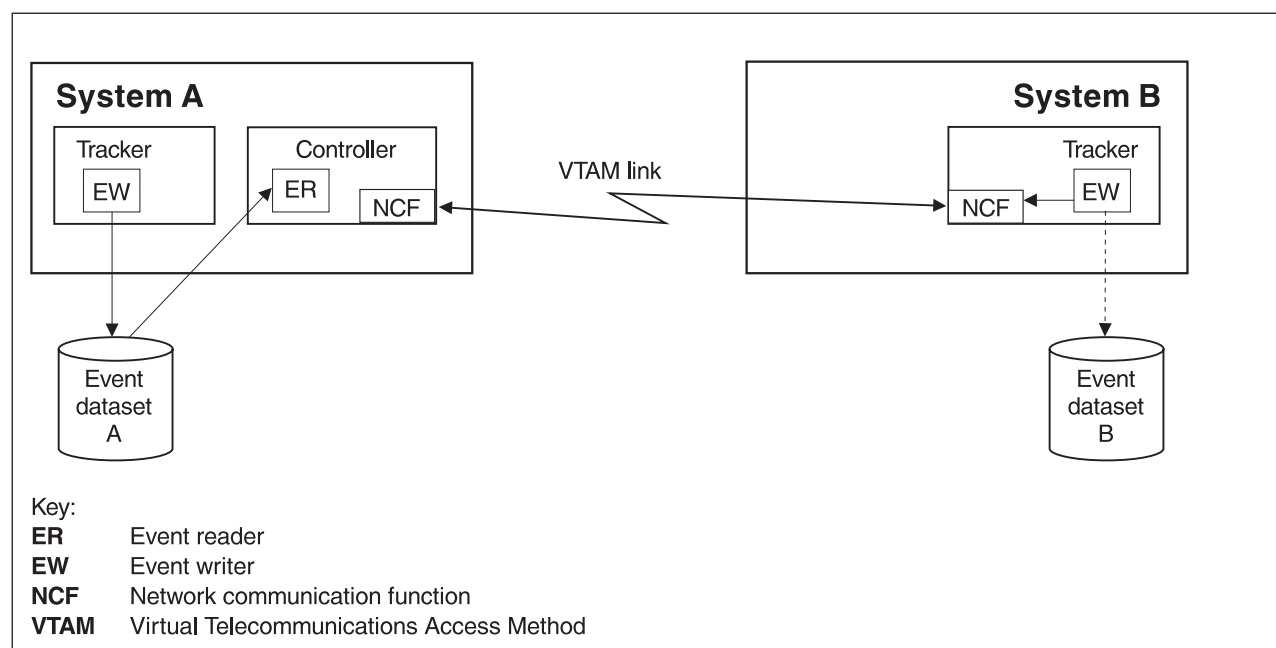 System A
Tracker
EW
Controller
ER
NCF
VTAM link
System B
Tracker
NCF
EW
Event
dataset
A
Event
dataset
B
Key:
ER Event reader
EW Event writer
NCF Network communication function
VTAM Virtual Telecommunications Access Method